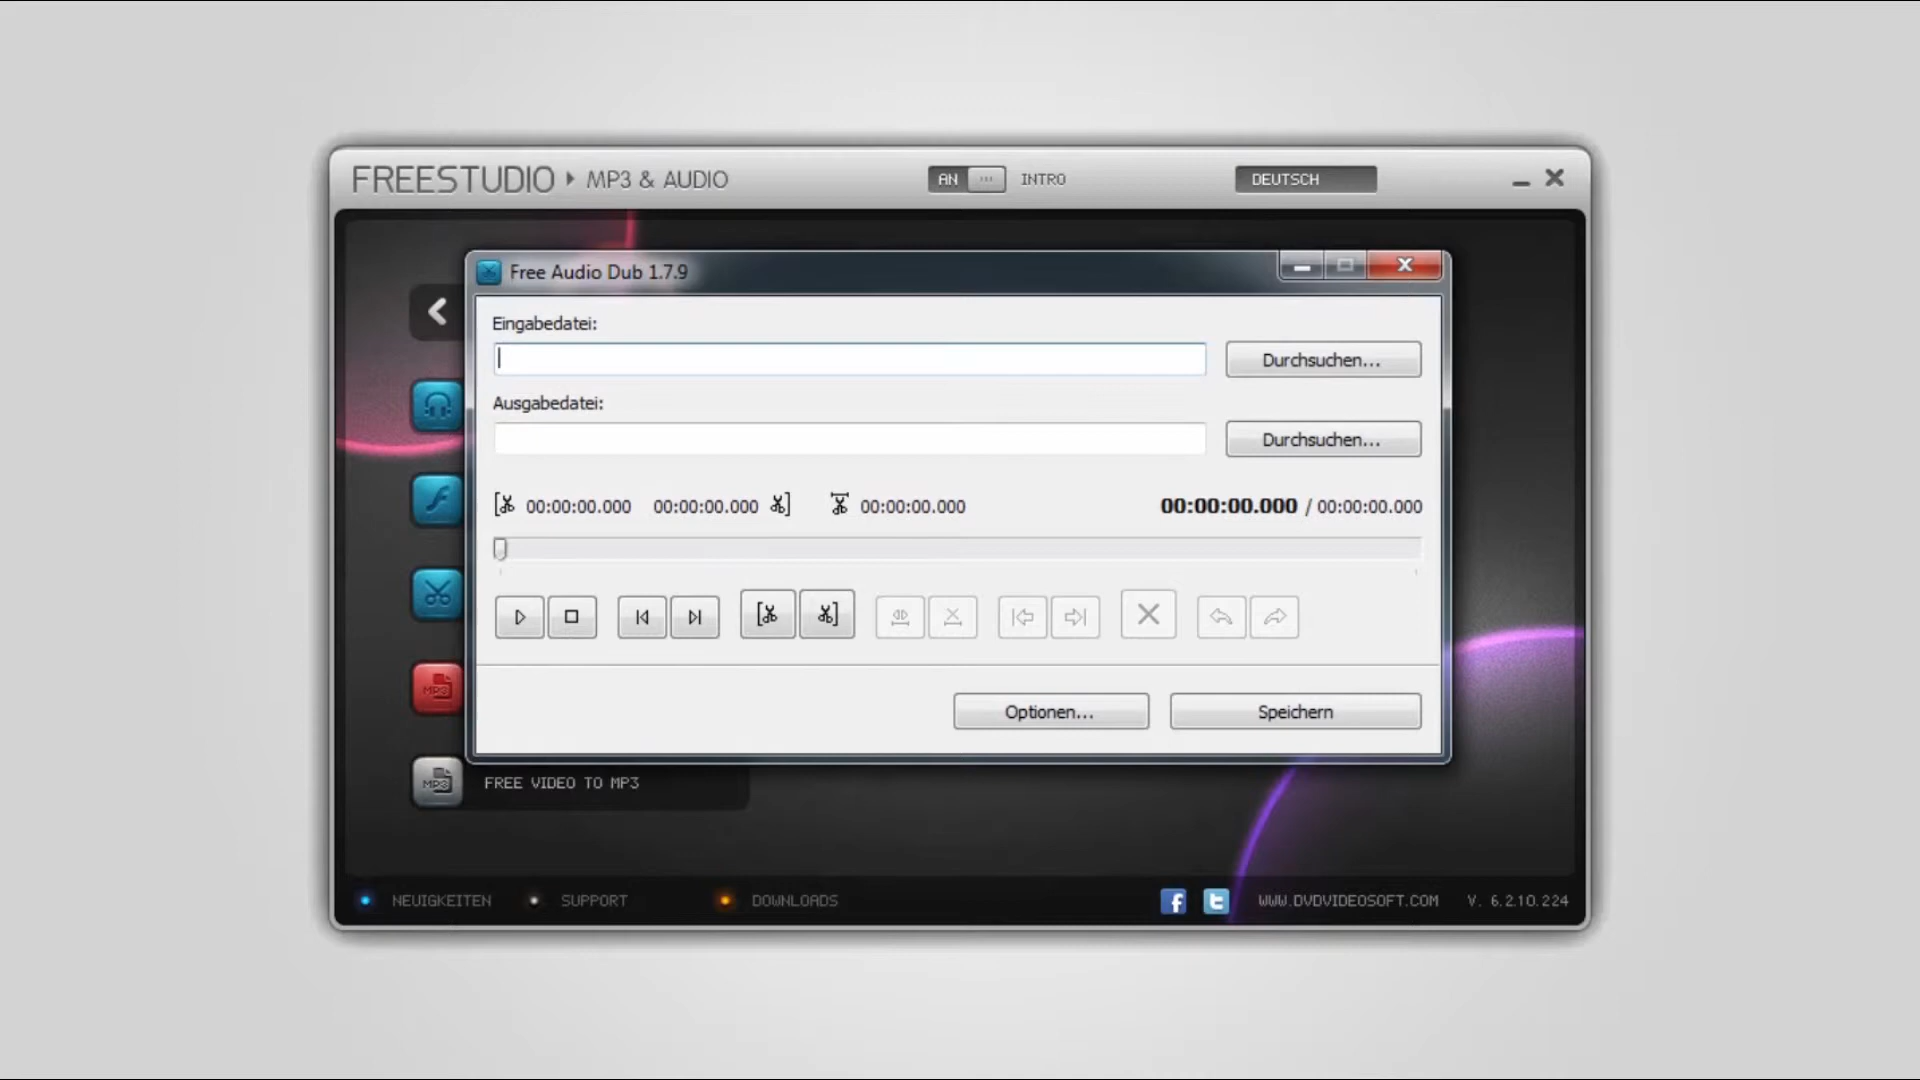 FREESTUDIO MP3 & AUDIO
AN INTRO
DEUTSCH
Free Audio Dub 1.7.9
Eingabedatei:
Durchsuchen...
Ausgabedatei:
Durchsuchen...
00:00:00.000 00:00:00.000 00:00:00.000 00:00:00.000 / 00:00:00.000
Optionen... Speichern
MP3
MP3 FREE VIDEO TO MP3
NEUIGKEITEN SUPPORT DOWNLOADS
WWW.DVDVIDEOSOFT.COM V. 6.2.10.224